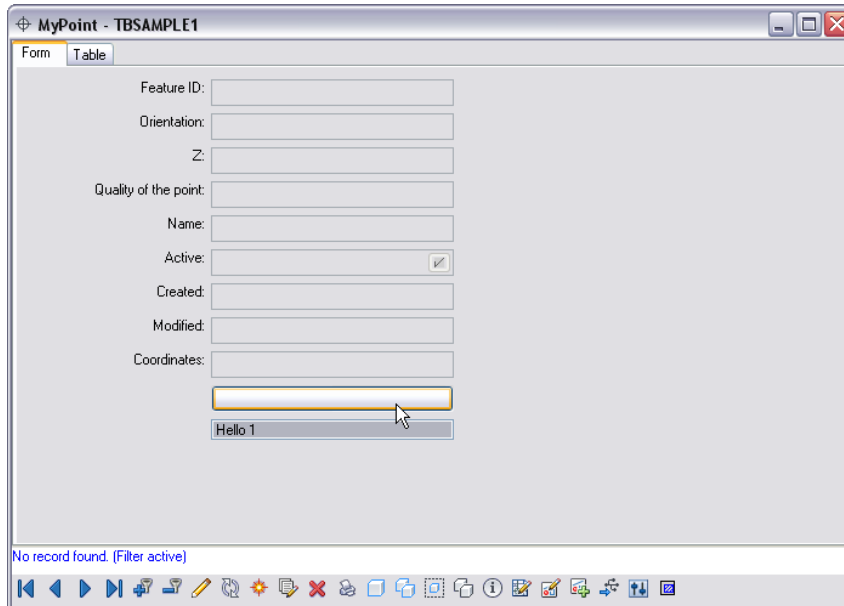 MyPoint - TBSAMPLE1
Form Table
Feature ID:
Orientation:
Z:
Quality of the point:
Name:
Active:
Created:
Modified:
Coordinates:
Hello 1
No record found. (Filter active)